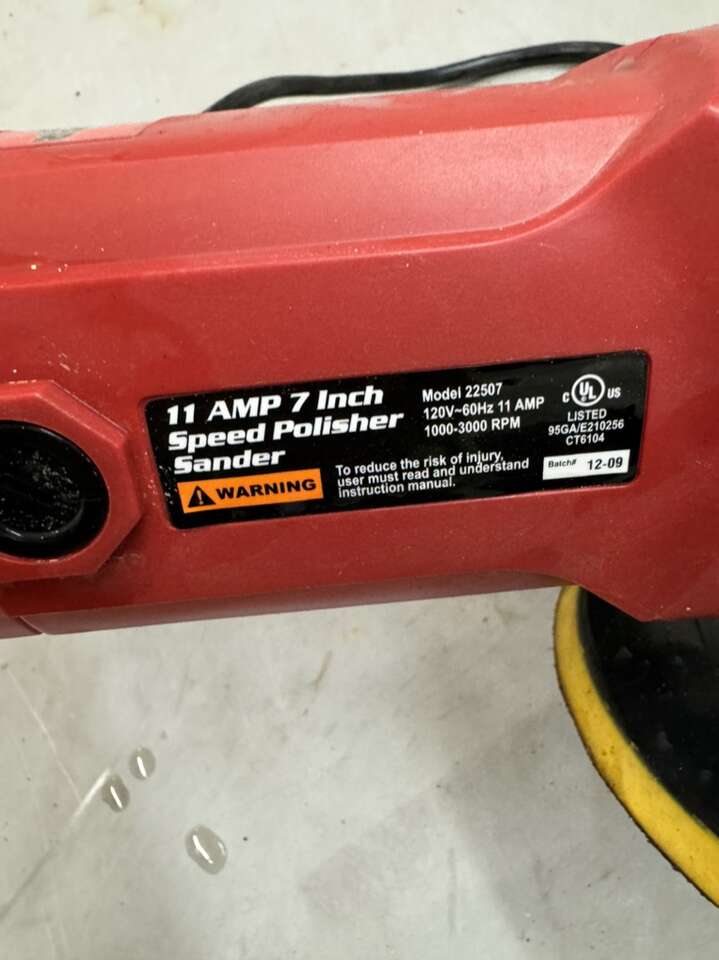 11 AMP 7 Inch
Speed Polisher
Sander
WARNING
Model 22507
120V~60Hz 11 AMP
1000-3000 RPM
To reduce the risk of injury,
user must read and understand
instruction manual.
C UL US
LISTED
95GA/E210256
CT6104
Batch# 12-09